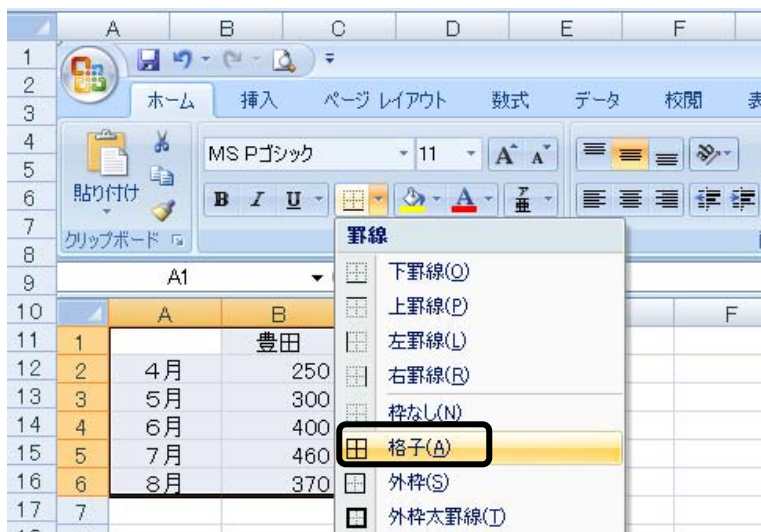 A B C D E F
1
2
3 ホーム 挿入 ページ レイアウト 数式 データ 校閲
4
5 MS Pゴシック 11 A A
6 貼り付け B I U A ア亜
7
8 クリップボード 罫線
9 A1 下罫線(O)
10 A B 上罫線(P) F
11 1 豊田 左罫線(L)
12 2 4月 250 右罫線(R)
13 3 5月 300
14 4 6月 400 枠なし(N)
15 5 7月 460 格子(A)
16 6 8月 370 外枠(S)
17 7 外枠太罫線(T)